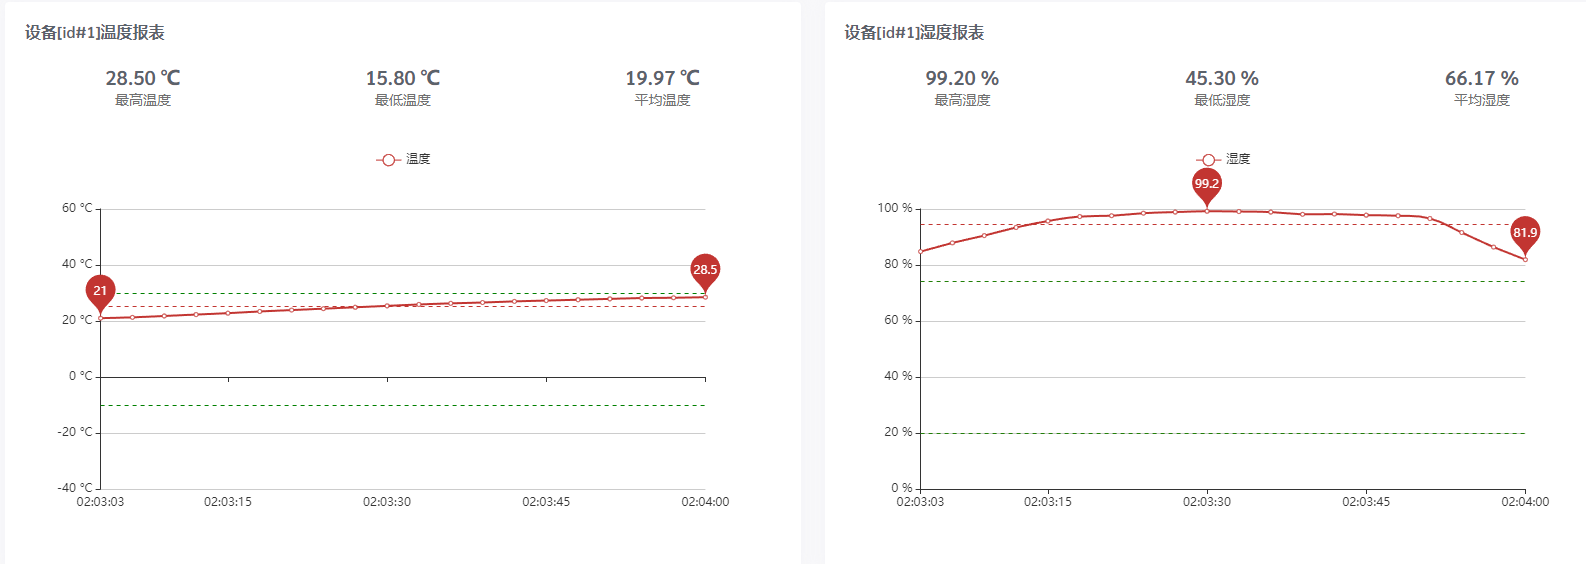 设备[id#1]温度报表
28.50 ℃
15.80 ℃
19.97 ℃
最高温度
最低温度
平均温度
温度
60 °C
40 °C
20 °C
0 °C
-20 °C
-40 °C
21
28.5
02:03:03
02:03:15
02:03:30
02:03:45
02:04:00
设备[id#1]湿度报表
99.20 %
45.30 %
66.17 %
最高湿度
最低湿度
平均湿度
湿度
99.2
81.9
100 %
80 %
60 %
40 %
20 %
0 %
02:03:03
02:03:15
02:03:30
02:03:45
02:04:00